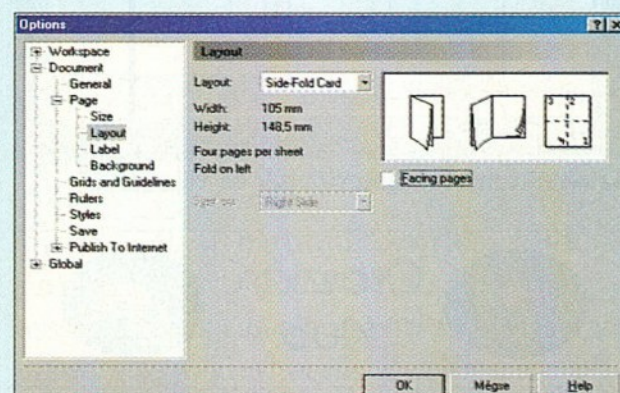 Options
Workspace
Document
General
Page
Size
Layout
Label
Background
Grids and Guidelines
Rulers
Styles
Save
Publish To Internet
Global
Layout
Layout: Side-Fold Card
Width: 105 mm
Height: 148,5 mm
Four pages per sheet
Fold on left
Facing pages
Start on: Right Side
OK Mégse Help